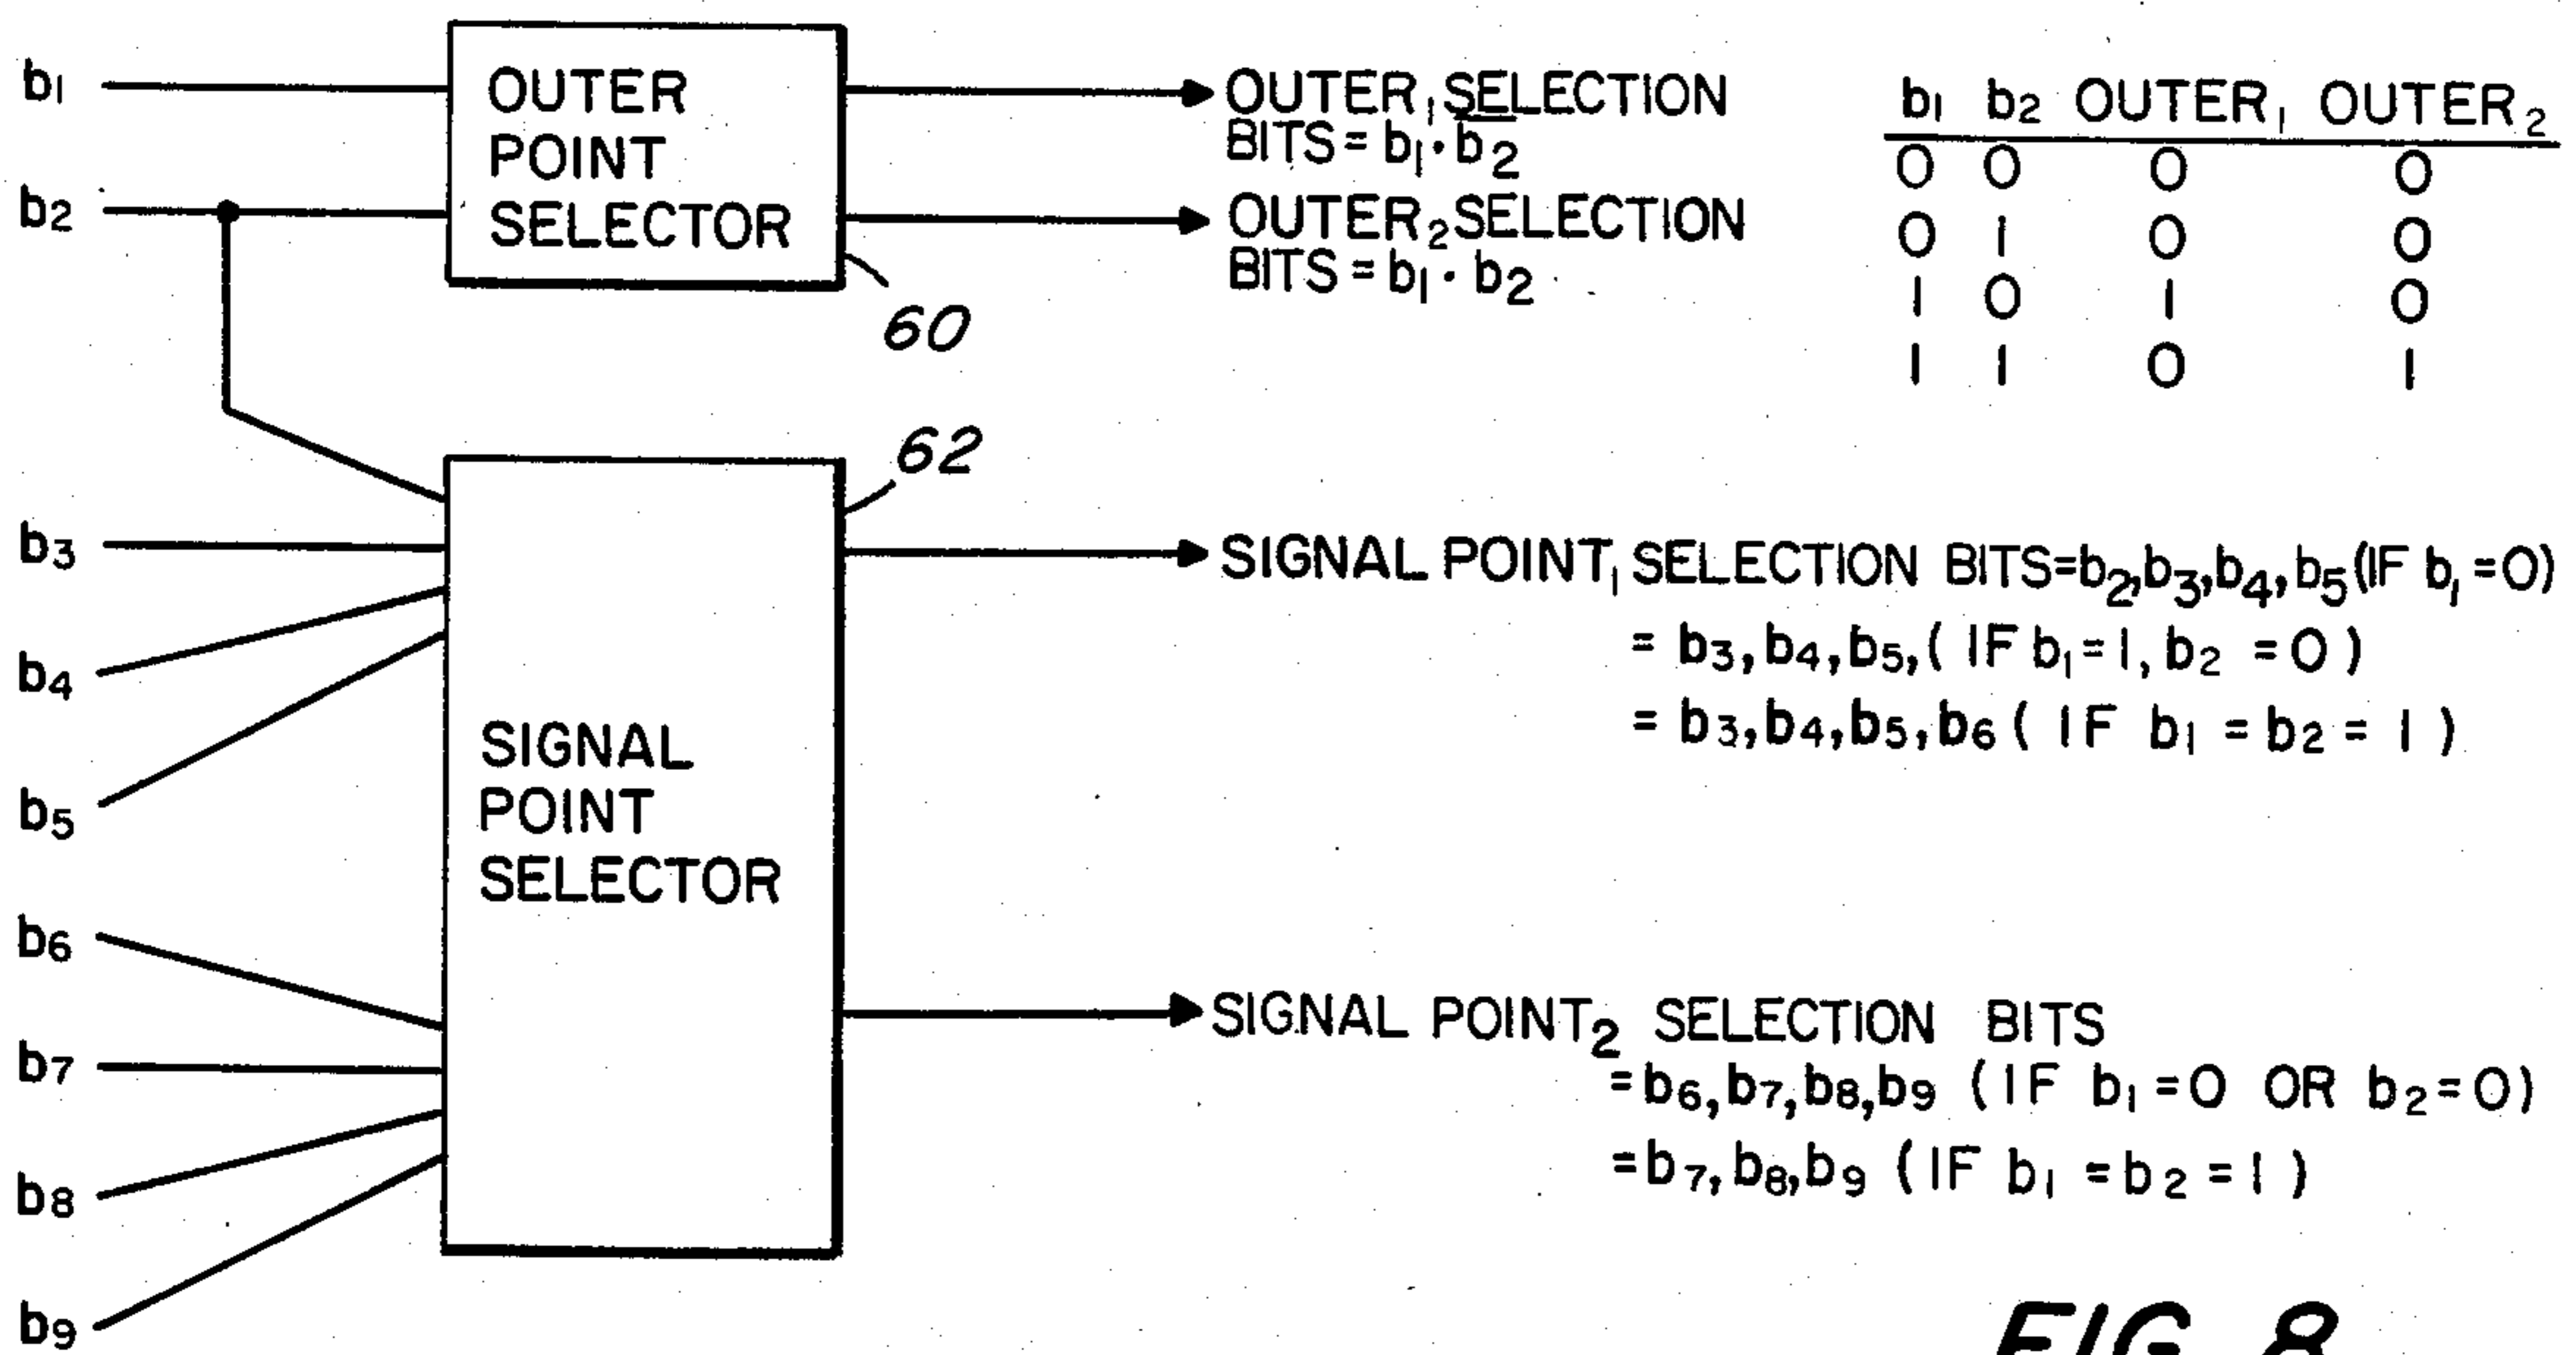 b1
b2
OUTER
POINT
SELECTOR
60
OUTER1 SELECTION
BITS = b1 · b̅2̅
OUTER2 SELECTION
BITS = b1 · b2
b1 b2 OUTER1 OUTER2
0 0 0 0
0 1 0 0
1 0 1 0
1 1 0 1
62
b3
b4
b5
b6
b7
b8
b9
SIGNAL
POINT
SELECTOR
SIGNAL POINT1 SELECTION BITS=b2,b3,b4,b5(IF b1=0)
= b3,b4,b5,( IF b1=1, b2 =0 )
= b3,b4,b5,b6 ( IF b1 = b2 = 1 )
SIGNAL POINT2 SELECTION BITS
=b6,b7,b8,b9 (IF b1 =0 OR b2=0)
=b7,b8,b9 (IF b1 =b2 =1 )
FIG 8